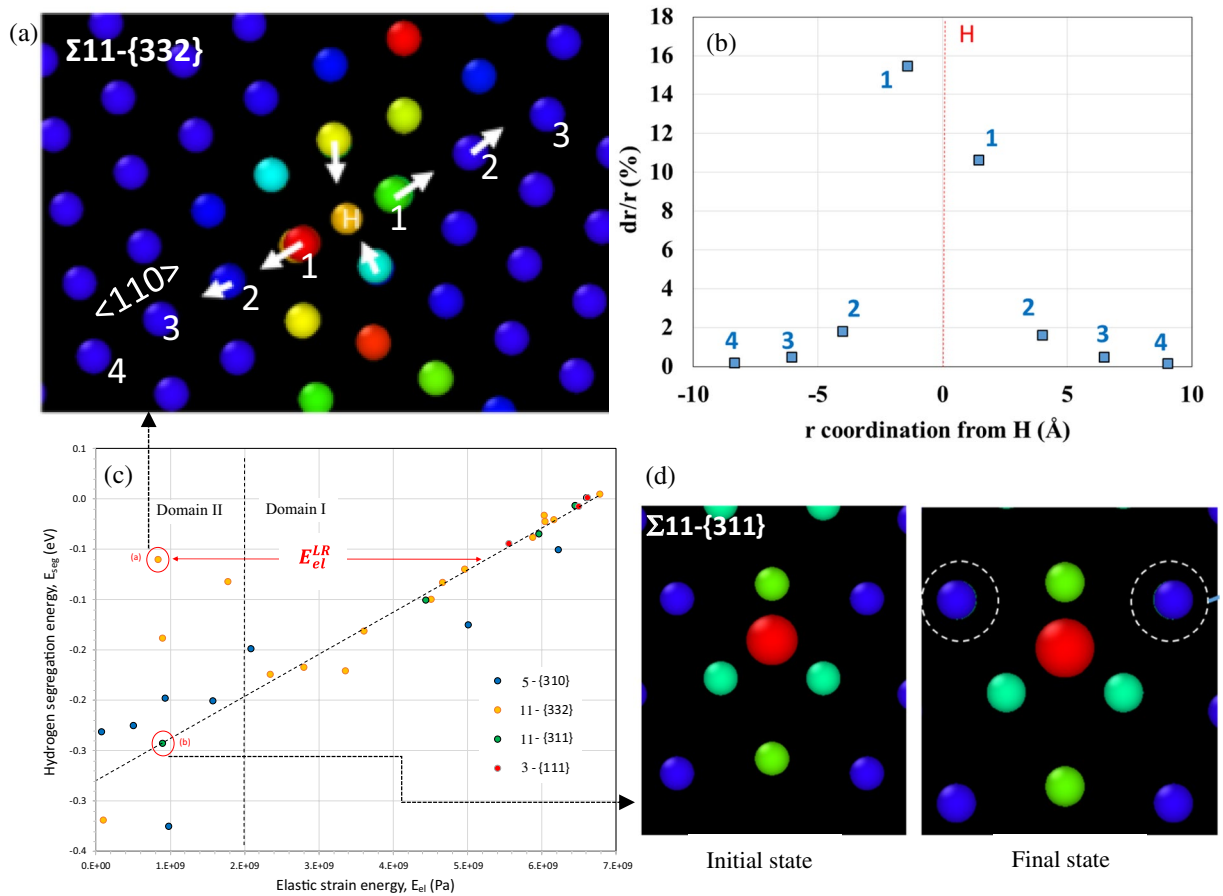 (a)
Σ11-{332}
H
1
2
3
1
2
3
4
<110>
(b)
18
16
14
12
10
8
6
4
2
0
dr/r (%)
H
1
1
2
2
3
3
4
4
-10
-5
0
5
10
r coordination from H (Å)
(c)
0.1
0.0
-0.1
-0.1
-0.2
-0.2
-0.3
-0.3
-0.4
Hydrogen segregation energy, E_seg (eV)
Domain II
Domain I
(a)
E_el^LR
(b)
5 - {310}
11 - {332}
11 - {311}
3 - {111}
0.E+00
1.E+09
2.E+09
3.E+09
4.E+09
5.E+09
6.E+09
7.E+09
Elastic strain energy, E_el (Pa)
(d)
Σ11-{311}
Initial state
Final state